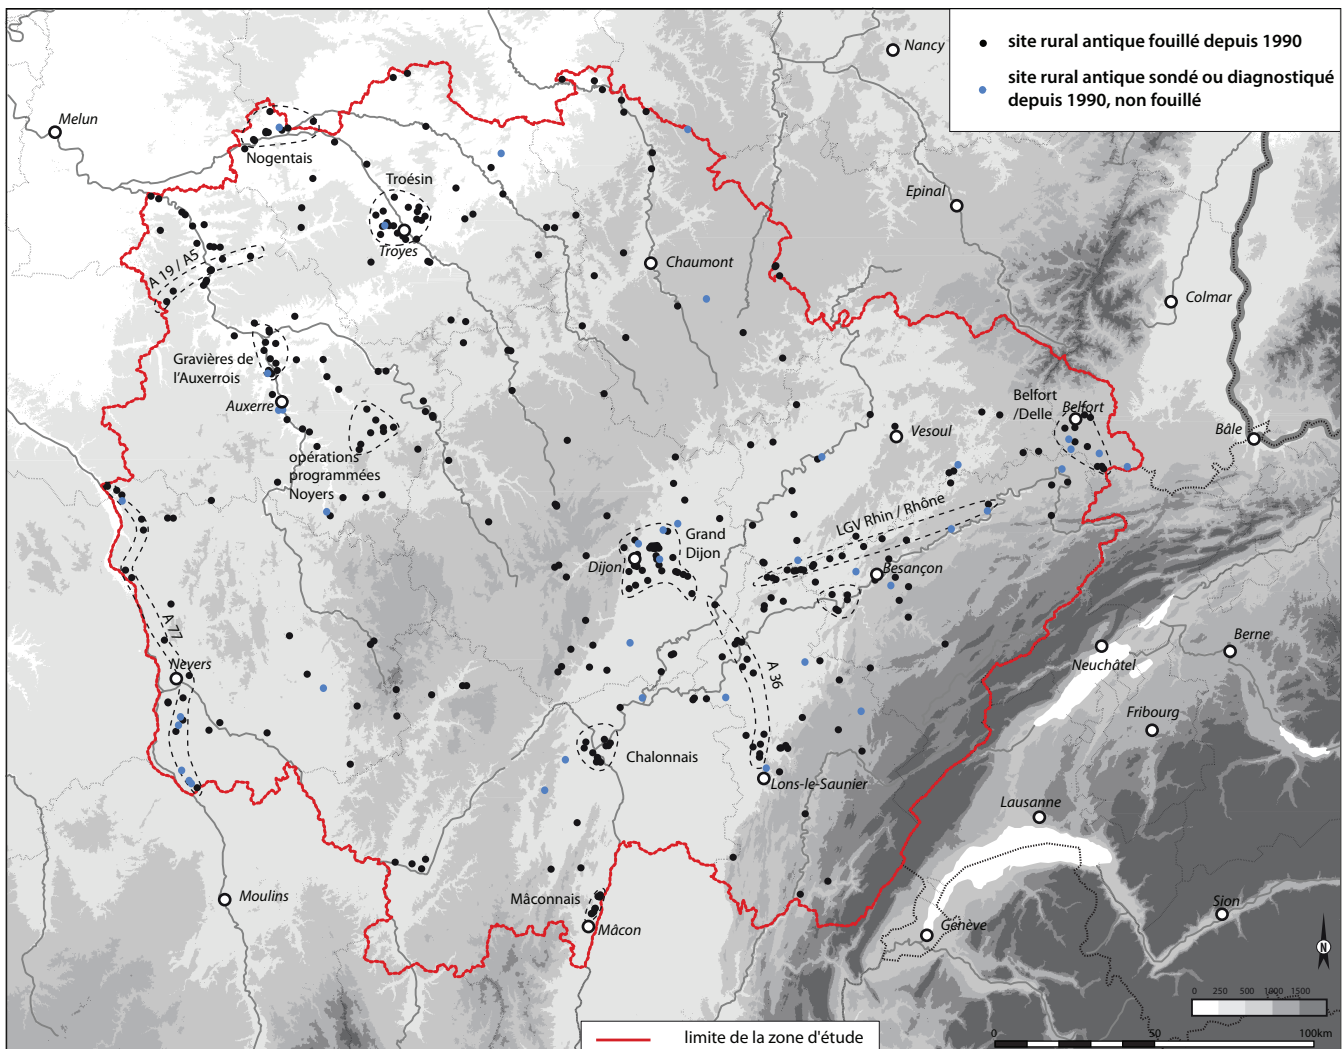 site rural antique fouillé depuis 1990
site rural antique sondé ou diagnostiqué
depuis 1990, non fouillé
Nancy
Melun
Nogentais
Troésin
Troyes
Epinal
Chaumont
A 19 / A5
Colmar
Gravières de
l'Auxerrois
Auxerre
Belfort
/Delle
Belfort
Vesoul
Bâle
opérations
programmées
Noyers
LGV Rhin / Rhône
Grand
Dijon
Dijon
Besançon
A 77
Nevers
A 36
Neuchâtel
Berne
Fribourg
Chalonnais
Lons-le-Saunier
Lausanne
Moulins
Mâconnais
Mâcon
Genève
Sion
N
0 250 500 1000 1500
0 50 100km
limite de la zone d'étude